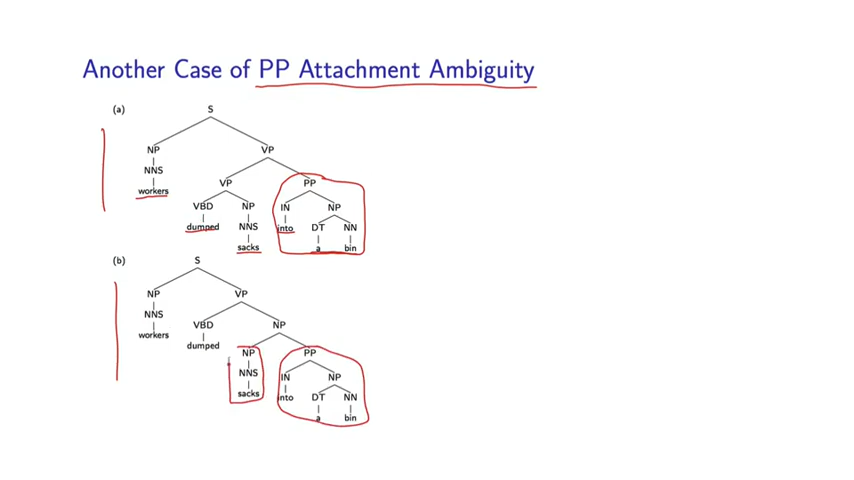 Another Case of PP Attachment Ambiguity
(a)
S
NP VP
NNS VP PP
workers
VBD NP IN NP
dumped NNS into DT NN
sacks a bin
(b)
S
NP VP
NNS VBD NP
workers dumped
NP PP
NNS IN NP
sacks into DT NN
a bin